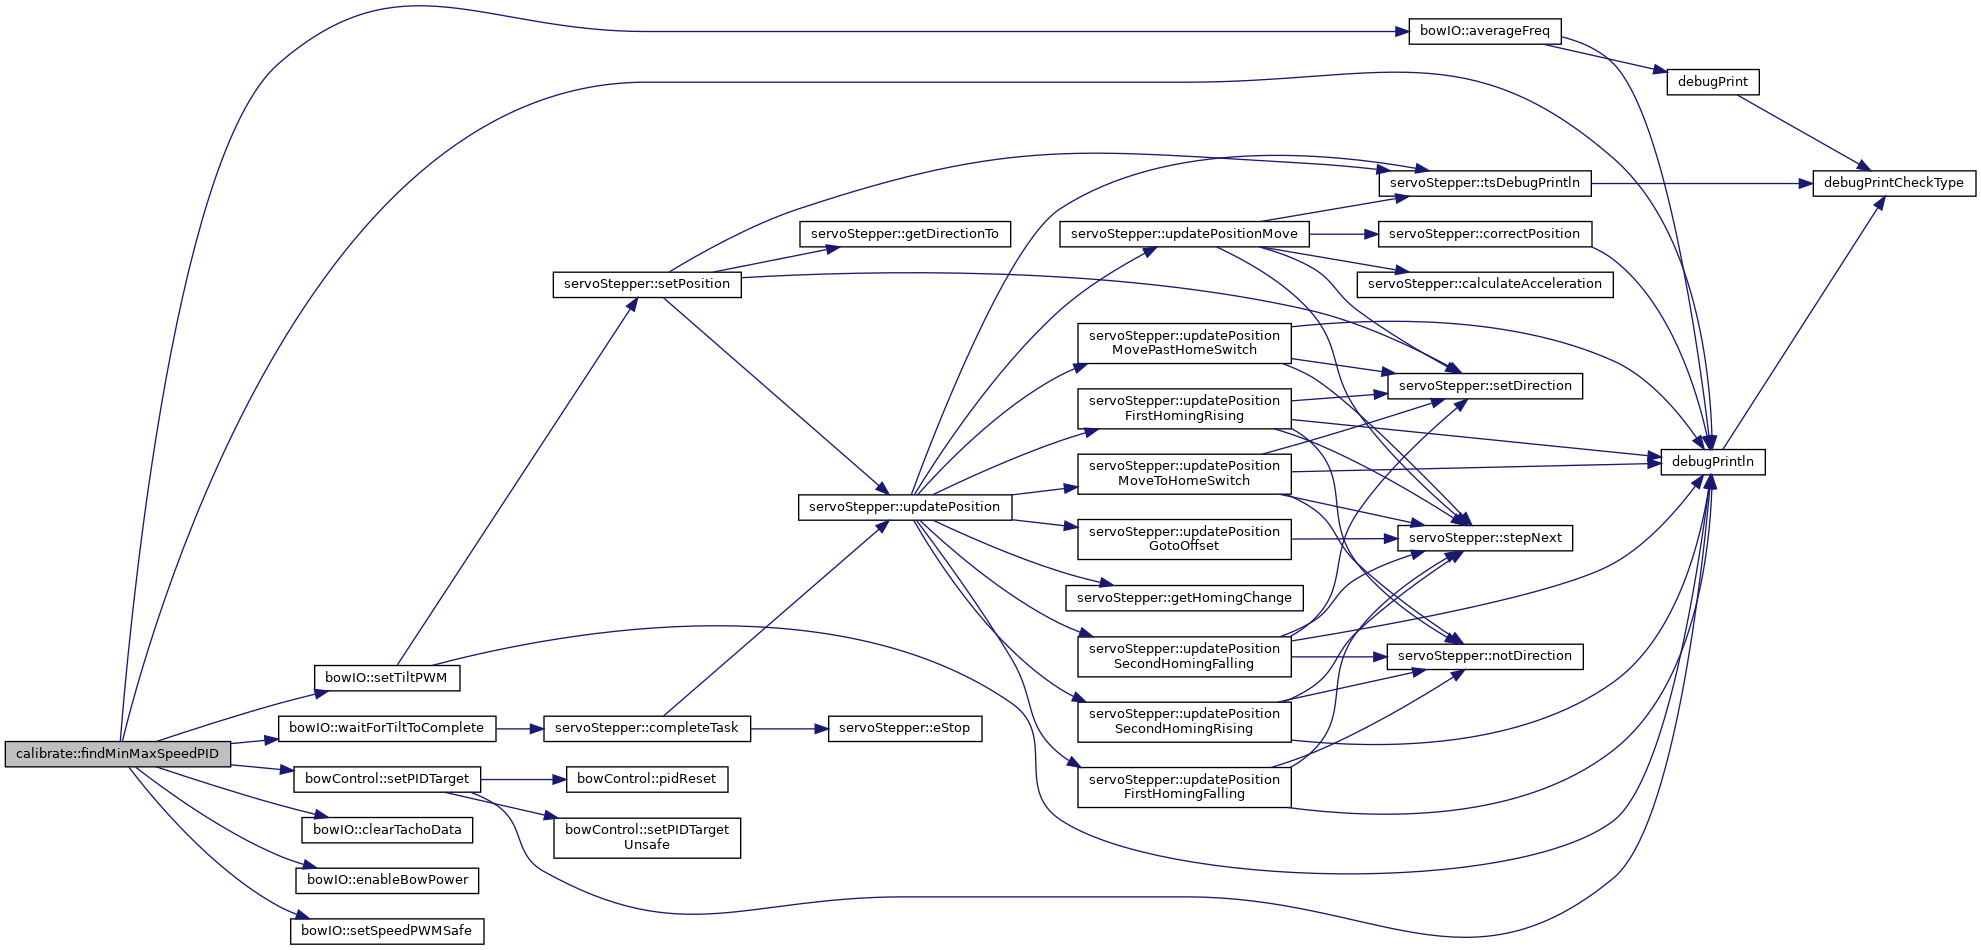 bowIO::averageFreq
debugPrint
servoStepper::tsDebugPrintln
debugPrintCheckType
servoStepper::getDirectionTo
servoStepper::updatePositionMove
servoStepper::correctPosition
servoStepper::setPosition
servoStepper::calculateAcceleration
servoStepper::updatePosition
MovePastHomeSwitch
servoStepper::setDirection
servoStepper::updatePosition
FirstHomingRising
debugPrintln
servoStepper::updatePosition
MoveToHomeSwitch
servoStepper::updatePosition
servoStepper::updatePosition
GotoOffset
servoStepper::stepNext
servoStepper::getHomingChange
servoStepper::updatePosition
SecondHomingFalling
servoStepper::notDirection
bowIO::setTiltPWM
servoStepper::updatePosition
SecondHomingRising
bowIO::waitForTiltToComplete
servoStepper::completeTask
servoStepper::eStop
calibrate::findMinMaxSpeedPID
bowControl::setPIDTarget
bowControl::pidReset
servoStepper::updatePosition
FirstHomingFalling
bowIO::clearTachoData
bowControl::setPIDTarget
Unsafe
bowIO::enableBowPower
bowIO::setSpeedPWMSafe